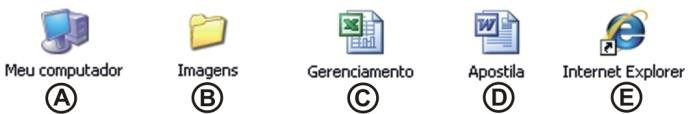 Meu computador Imagens Gerenciamento Apostila Internet Explorer
A B C D E